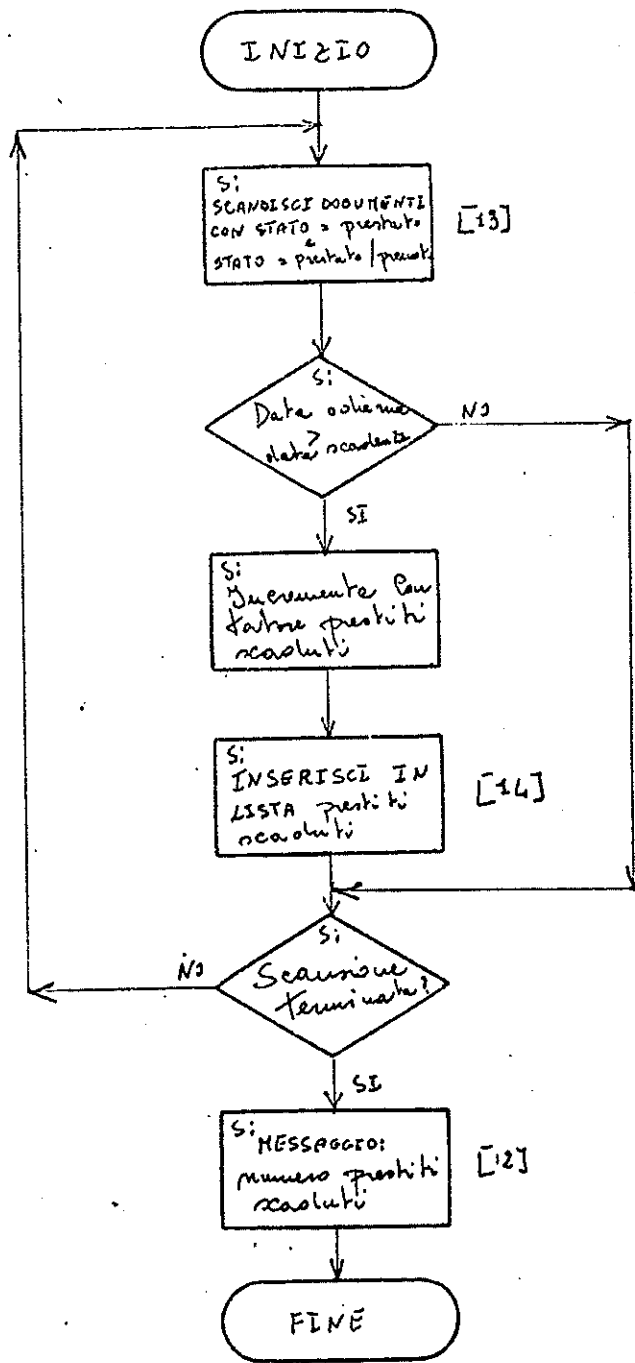 INIZIO
Si:
SCANDISCI DOCUMENTI
CON STATO = prestato
e
STATO = prestato/prenot.
[13]
Si:
Data odierna
>
data scadenza
NO
SI
Si:
Incrementa Con
tatore prestiti
scaduti
Si:
INSERISCI IN
LISTA prestiti
scaduti
[14]
Si:
Scansione
terminata?
NO
SI
Si: MESSAGGIO:
numero prestiti
scaduti
[12]
FINE